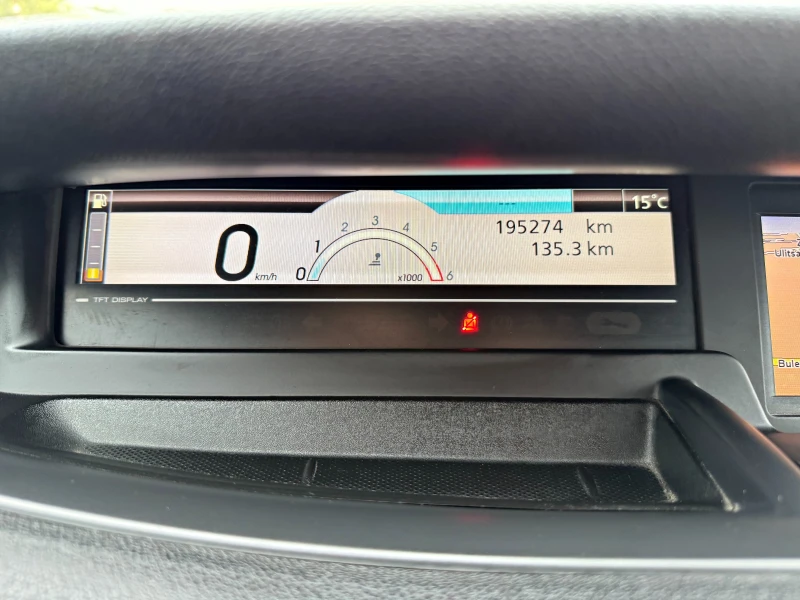 --- 15°C
195274 km
135.3 km
0 km/h
0 1 2 3 4 5 6
x1000
TFT DISPLAY
Ulitsa
Bule